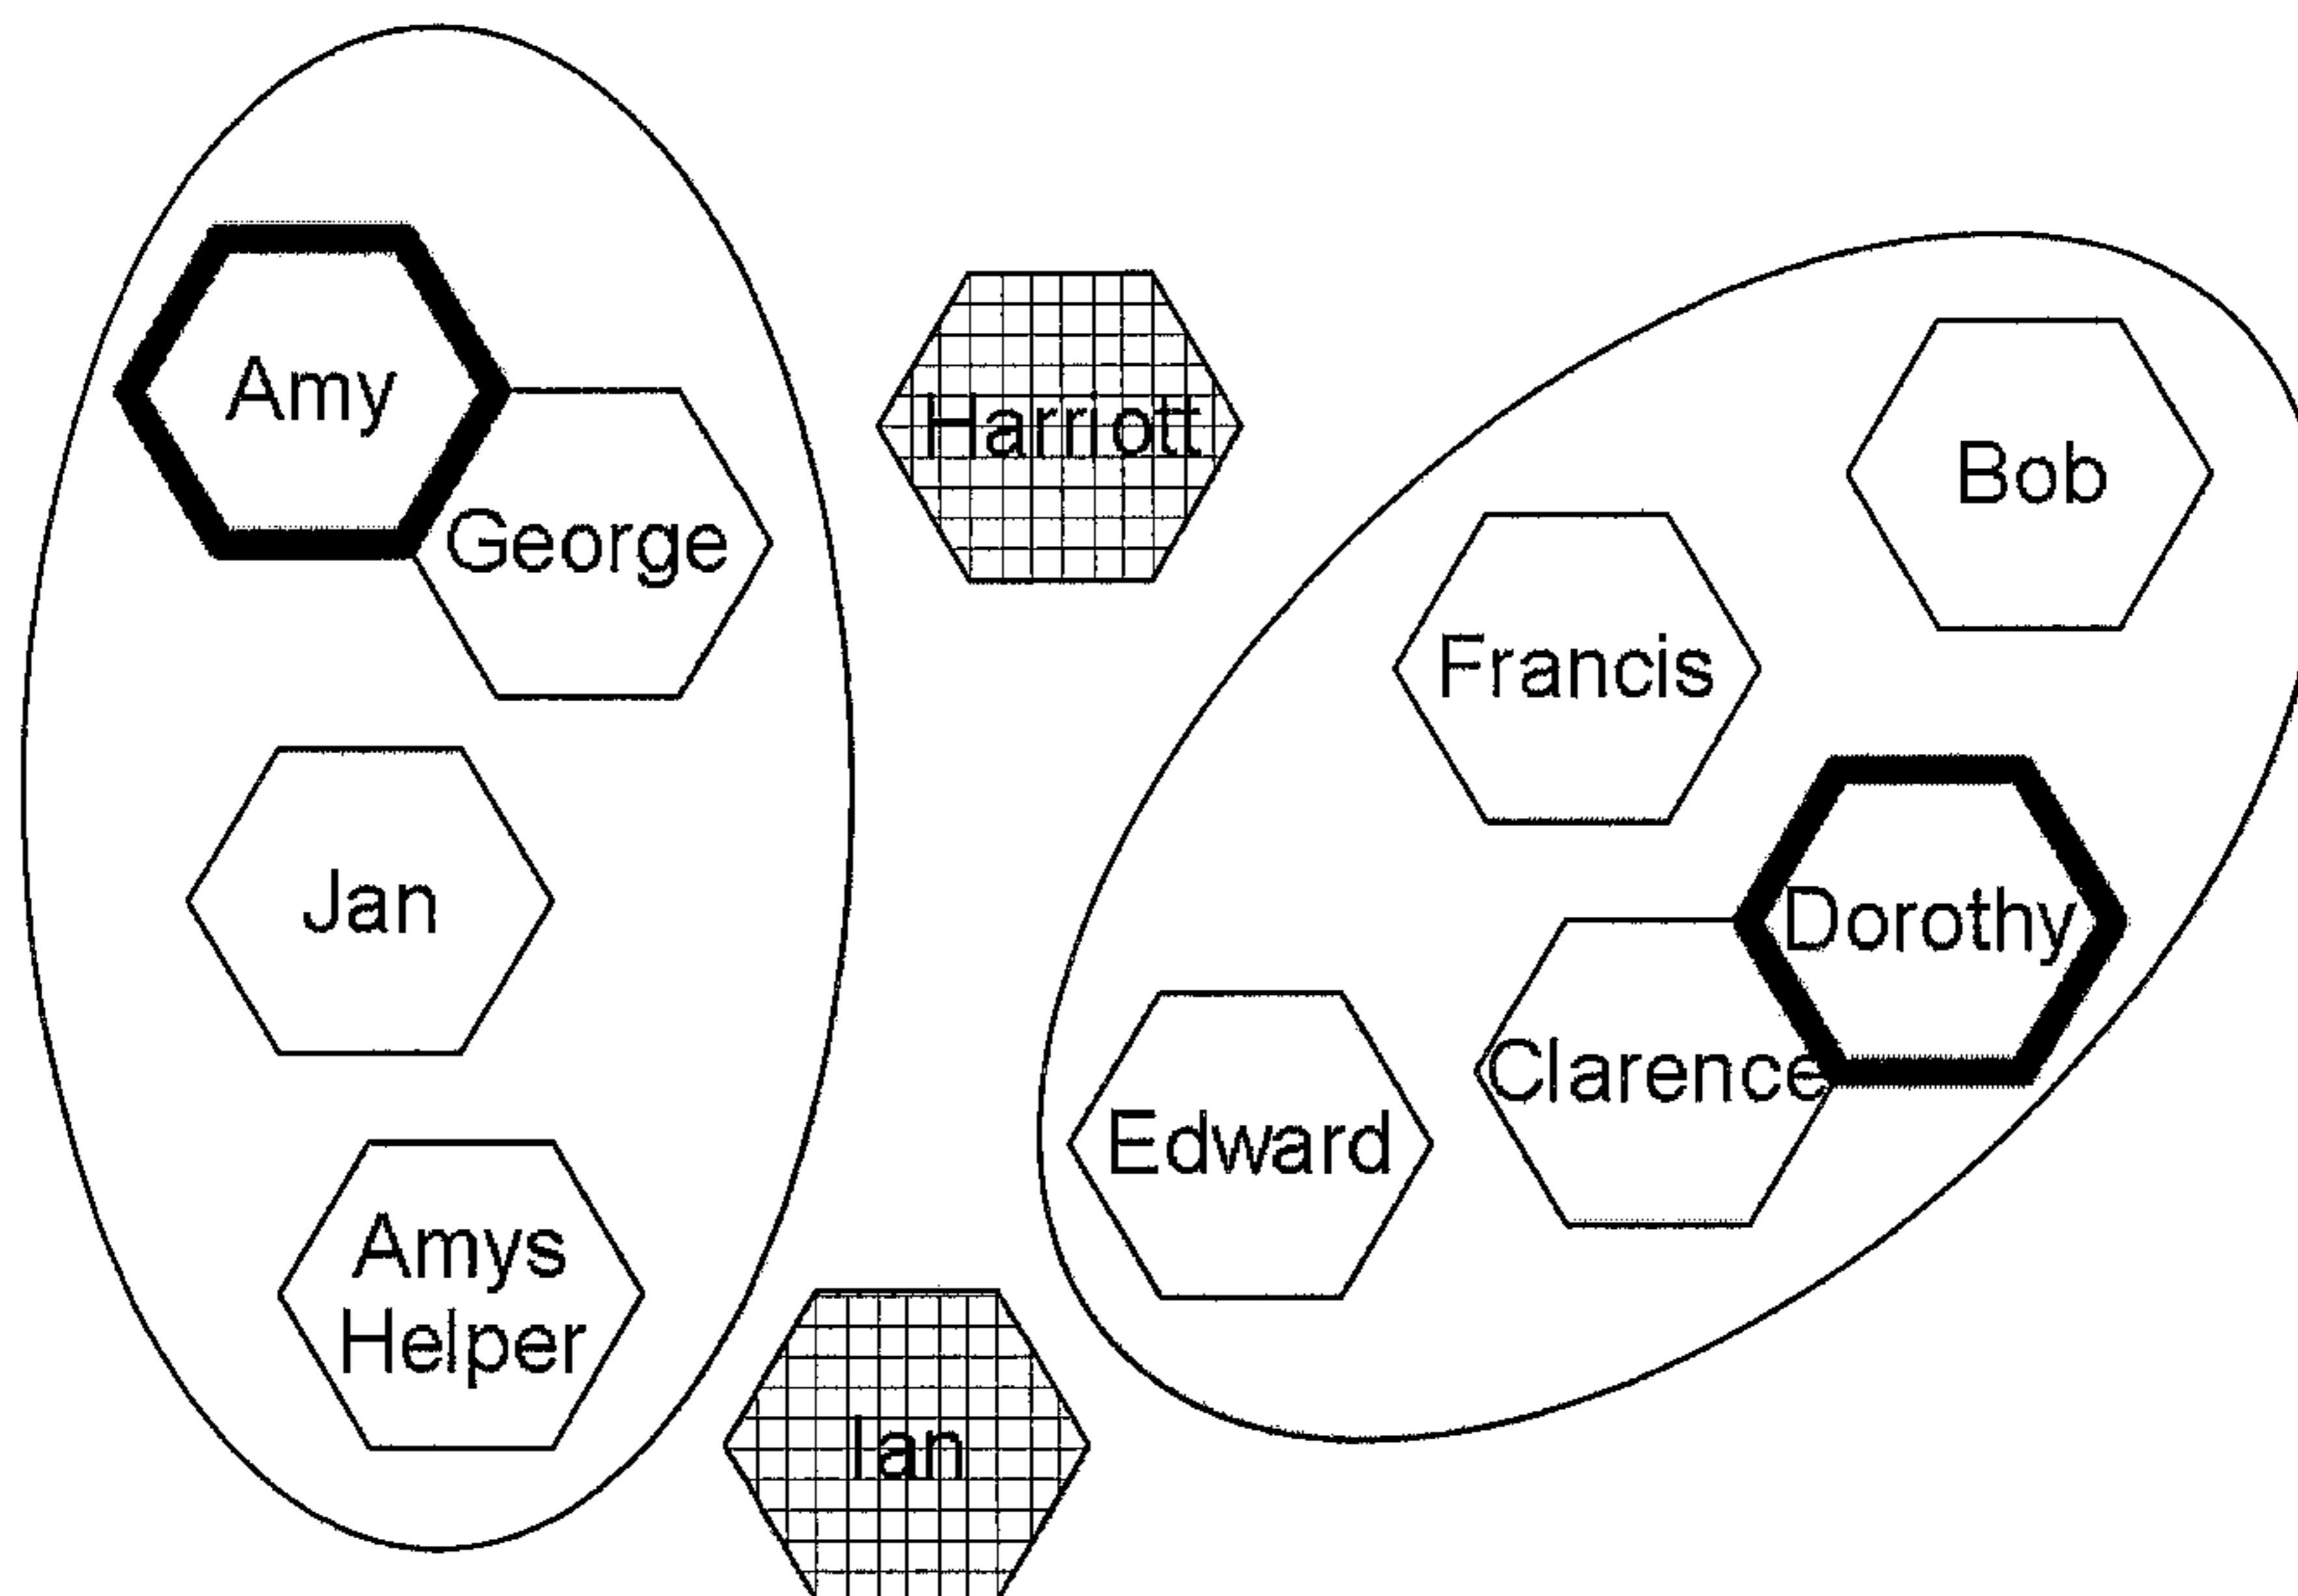 Amy
George
Jan
Amys
Helper
Harriott
Ian
Bob
Francis
Dorothy
Clarence
Edward